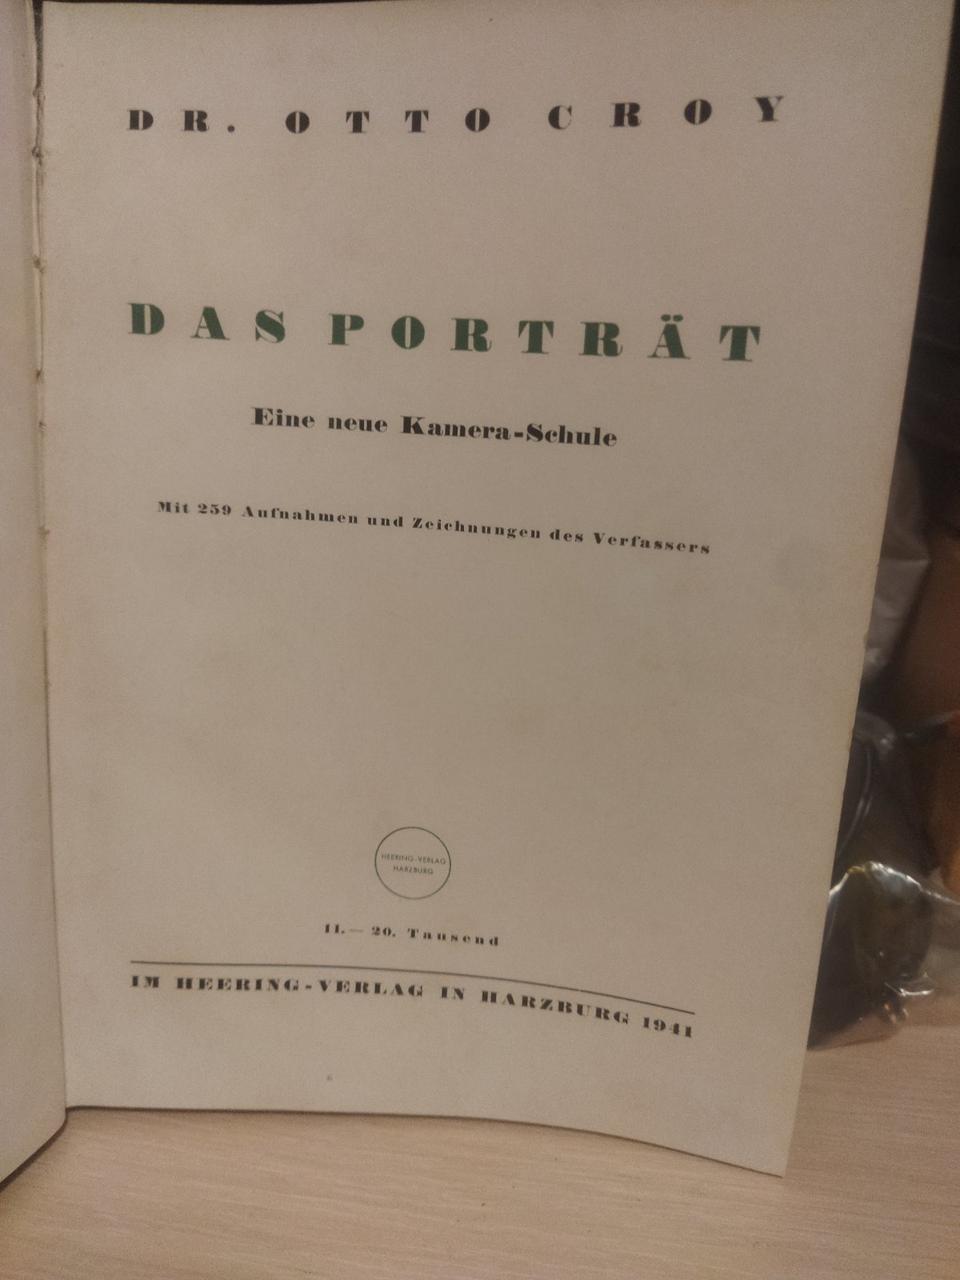 DR. OTTO CROY
DAS PORTRÄT
Eine neue Kamera-Schule
Mit 259 Aufnahmen und Zeichnungen des Verfassers
HEERING-VERLAG
HARZBURG
11.— 20. Tausend
IM HEERING-VERLAG IN HARZBURG 1941